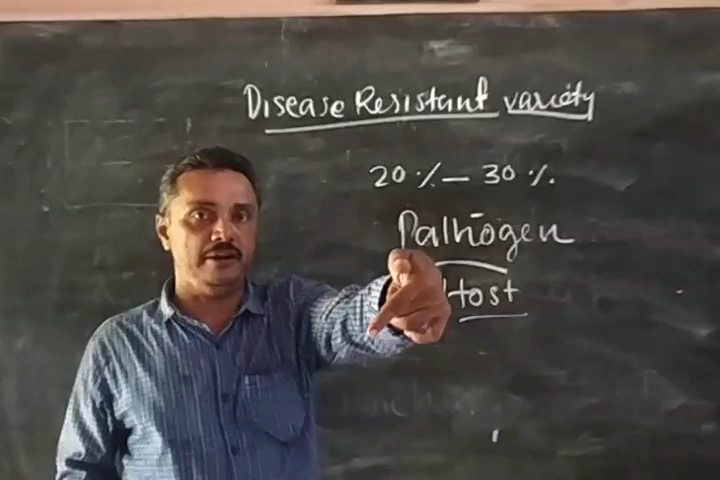 Disease Resistant variety
20 % — 30 %.
Pathogen
Host